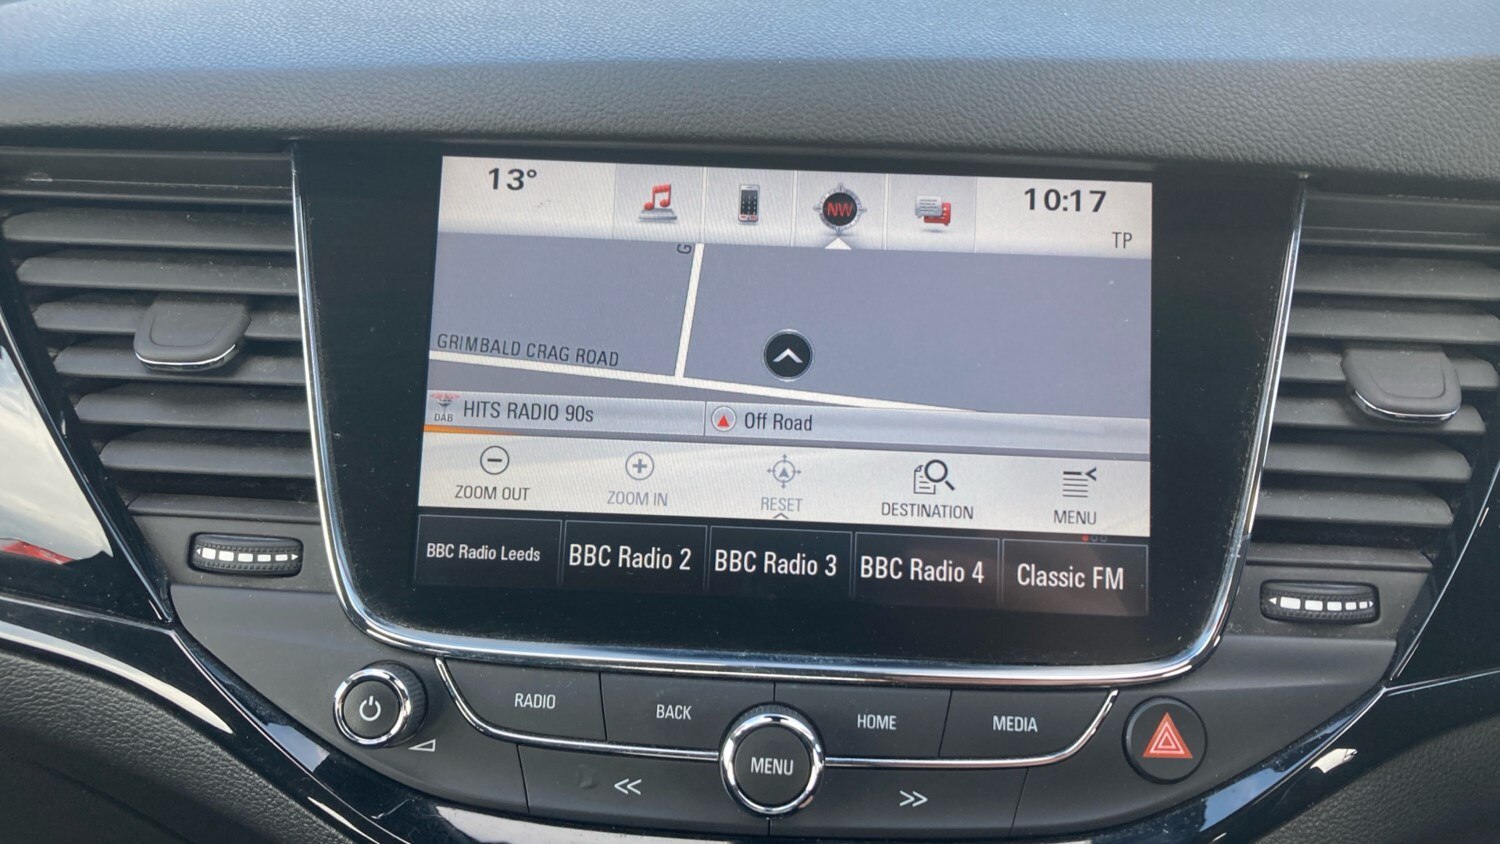 13°
NW
10:17
TP
G
GRIMBALD CRAG ROAD
DAB
HITS RADIO 90s
Off Road
ZOOM OUT
ZOOM IN
RESET
DESTINATION
MENU
BBC Radio Leeds
BBC Radio 2
BBC Radio 3
BBC Radio 4
Classic FM
RADIO
BACK
HOME
MEDIA
MENU